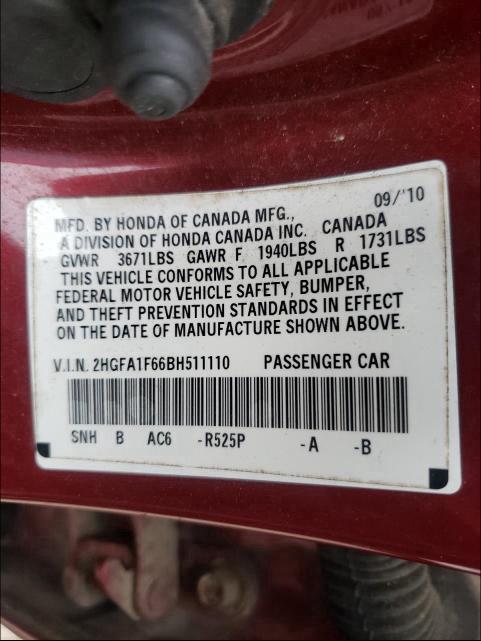 09/'10
MFD. BY HONDA OF CANADA MFG.,
A DIVISION OF HONDA CANADA INC. CANADA
GVWR 3671LBS GAWR F 1940LBS R 1731LBS
THIS VEHICLE CONFORMS TO ALL APPLICABLE
FEDERAL MOTOR VEHICLE SAFETY, BUMPER,
AND THEFT PREVENTION STANDARDS IN EFFECT
ON THE DATE OF MANUFACTURE SHOWN ABOVE.
V.I.N. 2HGFA1F66BH511110 PASSENGER CAR
SNH B AC6 -R525P -A -B